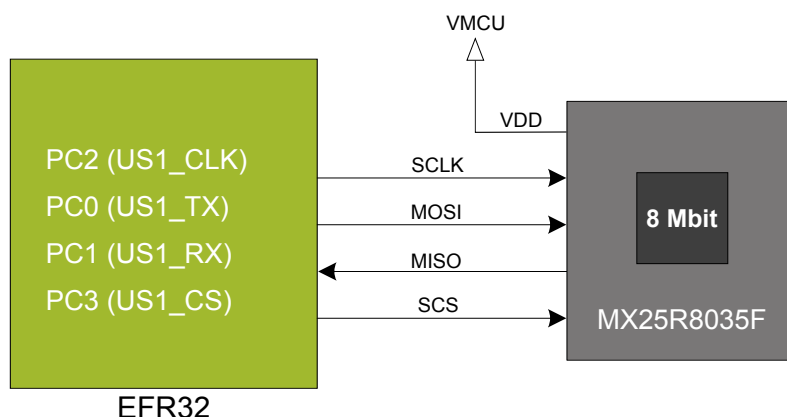 VMCU
VDD
PC2 (US1_CLK)
SCLK
PC0 (US1_TX)
MOSI
8 Mbit
PC1 (US1_RX)
MISO
PC3 (US1_CS)
SCS
MX25R8035F
EFR32